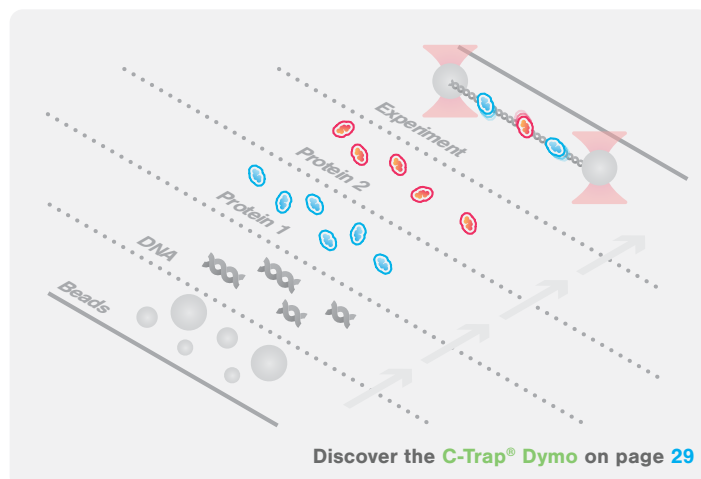 Experiment
Protein 2
Protein 1
DNA
Beads
Discover the C-Trap® Dymo on page 29